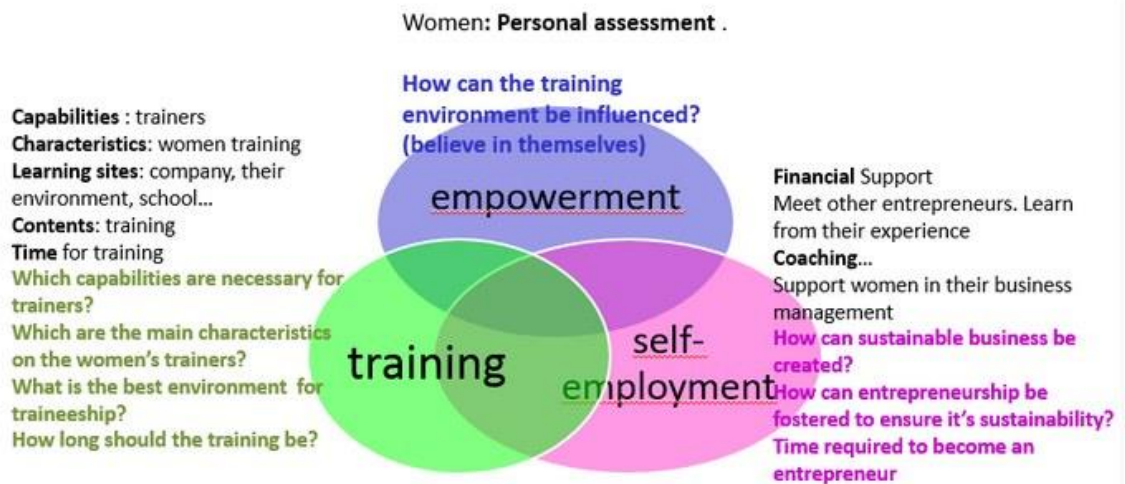 Women: Personal assessment .
How can the training
environment be influenced?
(believe in themselves)
Capabilities : trainers
Characteristics: women training
Learning sites: company, their
environment, school...
Contents: training
Time for training
Which capabilities are necessary for
trainers?
Which are the main characteristics
on the women's trainers?
What is the best environment for
traineeship?
How long should the training be?
empowerment
training
self-
employment
Financial Support
Meet other entrepreneurs. Learn
from their experience
Coaching...
Support women in their business
management
How can sustainable business be
created?
How can entrepreneurship be
fostered to ensure it's sustainability?
Time required to become an
entrepreneur